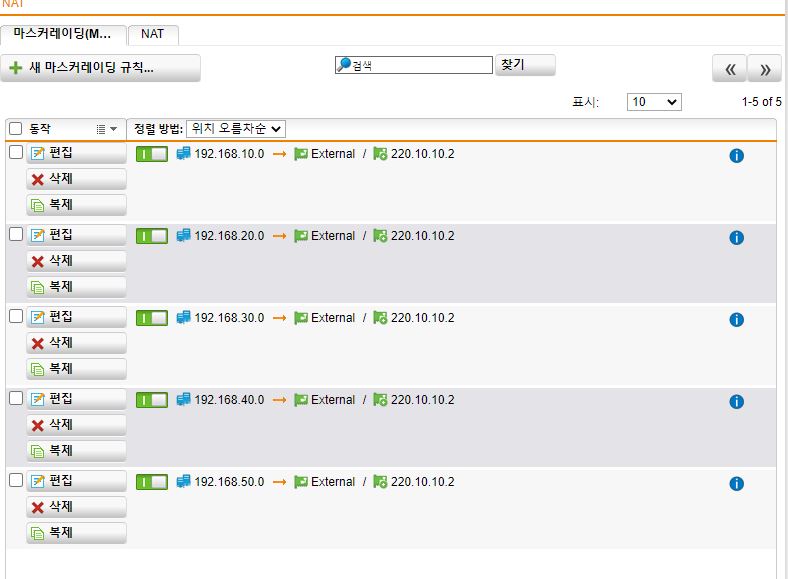 NAT
마스커레이딩(M... NAT
새 마스커레이딩 규칙... 검색 찾기 « »
표시: 10 1-5 of 5
동작 정렬 방법: 위치 오름차순
편집 192.168.10.0 → External / 220.10.10.2
삭제
복제
편집 192.168.20.0 → External / 220.10.10.2
삭제
복제
편집 192.168.30.0 → External / 220.10.10.2
삭제
복제
편집 192.168.40.0 → External / 220.10.10.2
삭제
복제
편집 192.168.50.0 → External / 220.10.10.2
삭제
복제